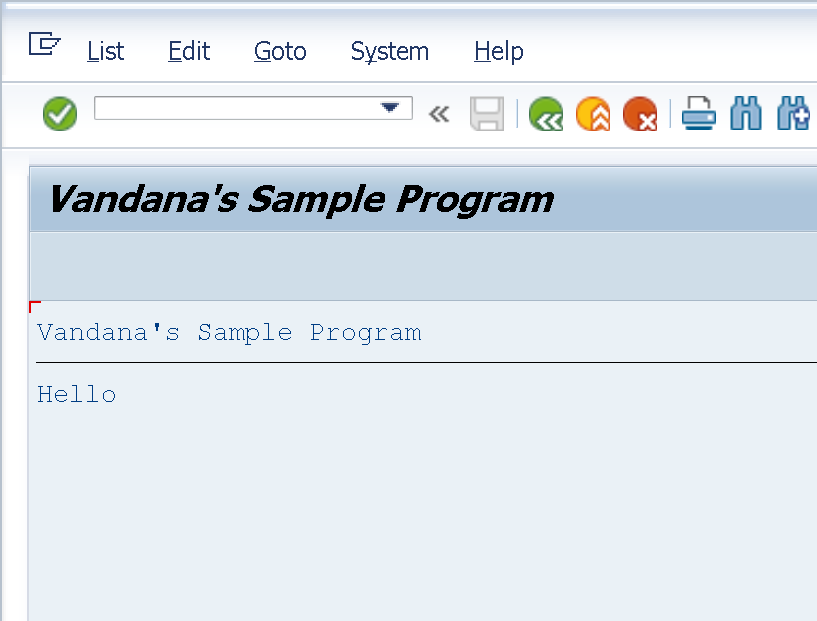 List Edit Goto System Help
Vandana's Sample Program
Vandana's Sample Program
Hello